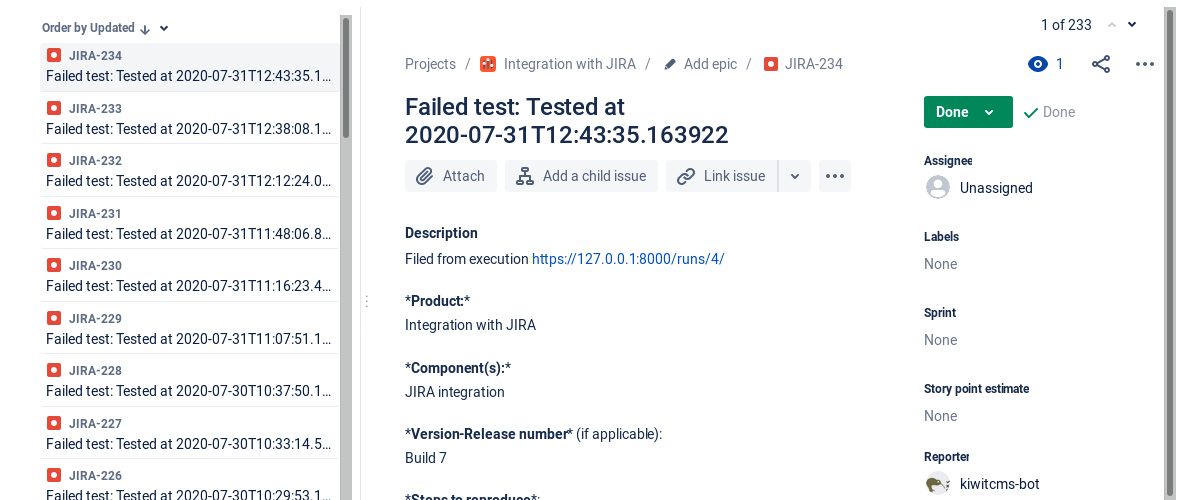 Order by Updated
JIRA-234
Failed test: Tested at 2020-07-31T12:43:35.1...
JIRA-233
Failed test: Tested at 2020-07-31T12:38:08.1...
JIRA-232
Failed test: Tested at 2020-07-31T12:12:24.0...
JIRA-231
Failed test: Tested at 2020-07-31T11:48:06.8...
JIRA-230
Failed test: Tested at 2020-07-31T11:16:23.4...
JIRA-229
Failed test: Tested at 2020-07-31T11:07:51.1...
JIRA-228
Failed test: Tested at 2020-07-30T10:37:50.1...
JIRA-227
Failed test: Tested at 2020-07-30T10:33:14.5...
JIRA-226
Failed test: Tested at 2020-07-30T10:29:53.1...
1 of 233
Projects / Integration with JIRA / Add epic / JIRA-234
1
Failed test: Tested at
2020-07-31T12:43:35.163922
Attach Add a child issue Link issue
Description
Filed from execution https://127.0.0.1:8000/runs/4/
*Product:*
Integration with JIRA
*Component(s):*
JIRA integration
*Version-Release number* (if applicable):
Build 7
*Steps to reproduce*:
Done Done
Assignee
Unassigned
Labels
None
Sprint
None
Story point estimate
None
Reporter
kiwitcms-bot